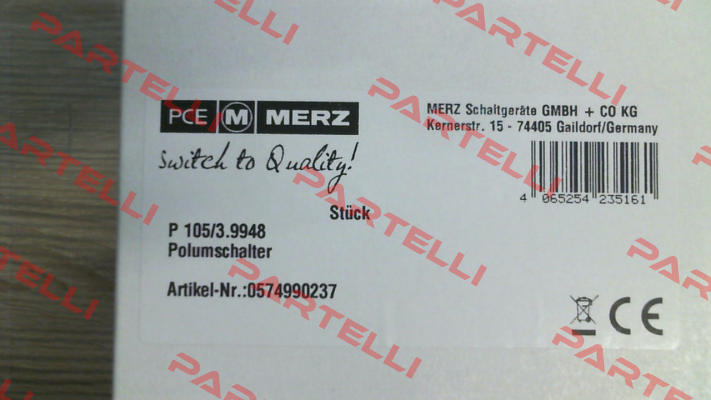 PCE M MERZ
Switch to Quality!
MERZ Schaltgeräte GMBH + CO KG
Kernerstr. 15 - 74405 Gaildorf/Germany
4 065254 235161
Stück
P 105/3.9948
Polumschalter
Artikel-Nr.:0574990237
CE
PARTELLI
PARTELLI
PARTELLI
PARTELLI
PARTELLI
PARTELLI
PARTELLI
PARTELLI